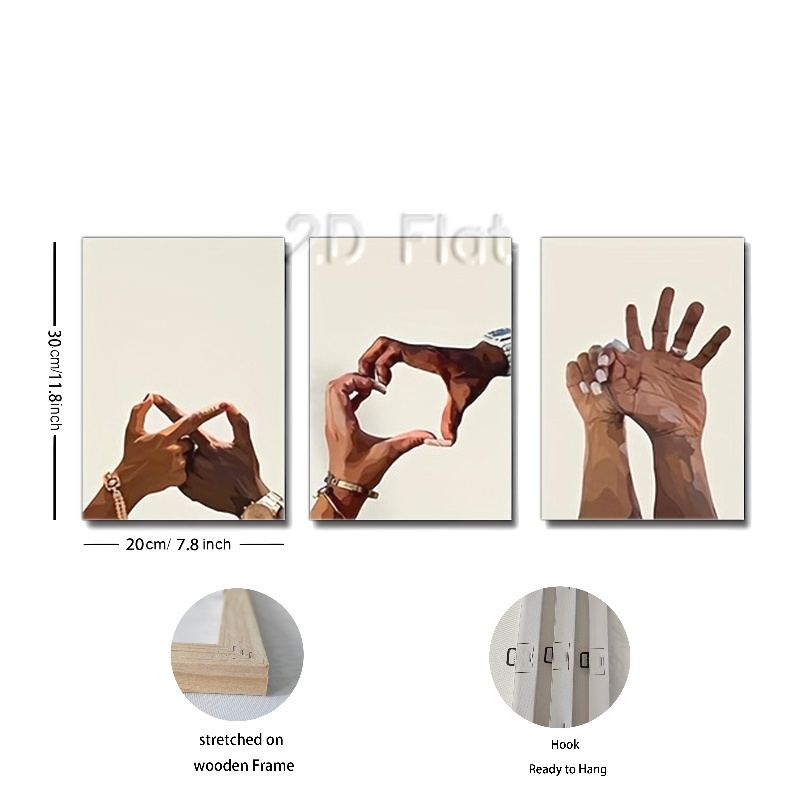 2D Flat
30cm/11.8inch
20cm/ 7.8 inch
stretched on
wooden Frame
Hook
Ready to Hang